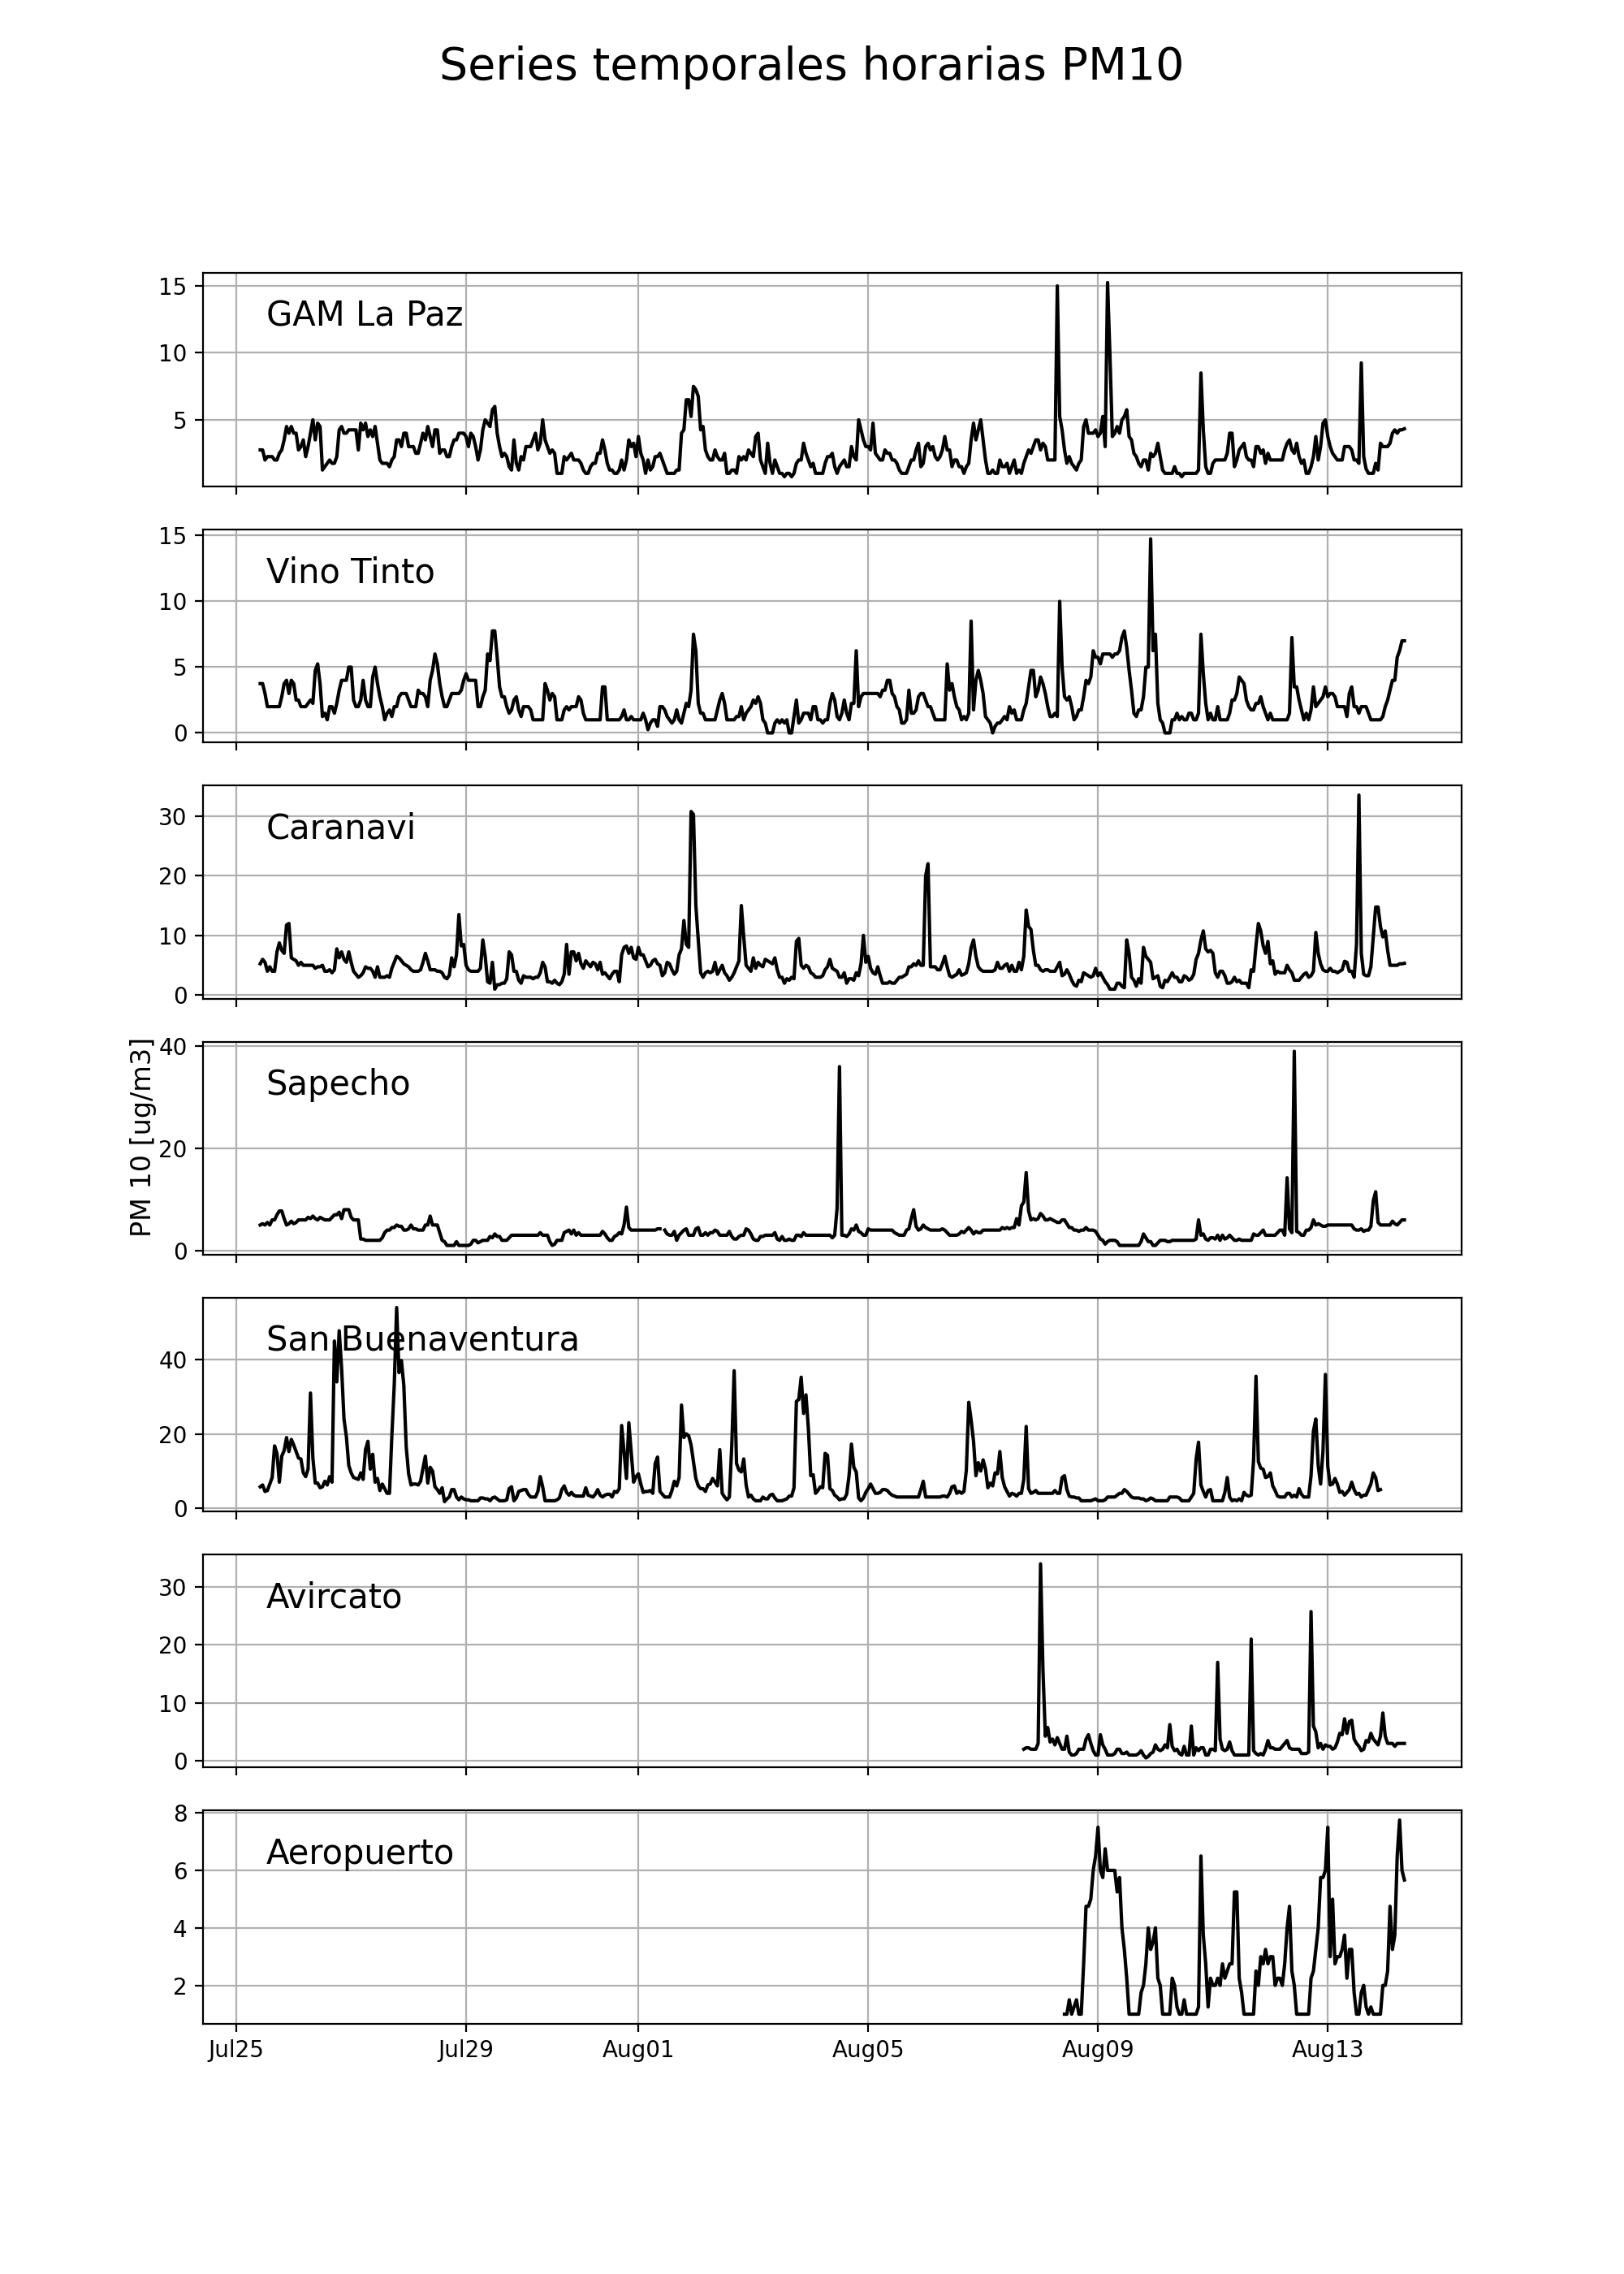 Series temporales horarias PM10
15
GAM La Paz
10
5
15
Vino Tinto
10
5
0
30
Caranavi
20
10
0
PM 10 [ug/m3]
40
Sapecho
20
0
San Buenaventura
40
20
0
30
Avircato
20
10
0
8
Aeropuerto
6
4
2
Jul25 Jul29 Aug01 Aug05 Aug09 Aug13